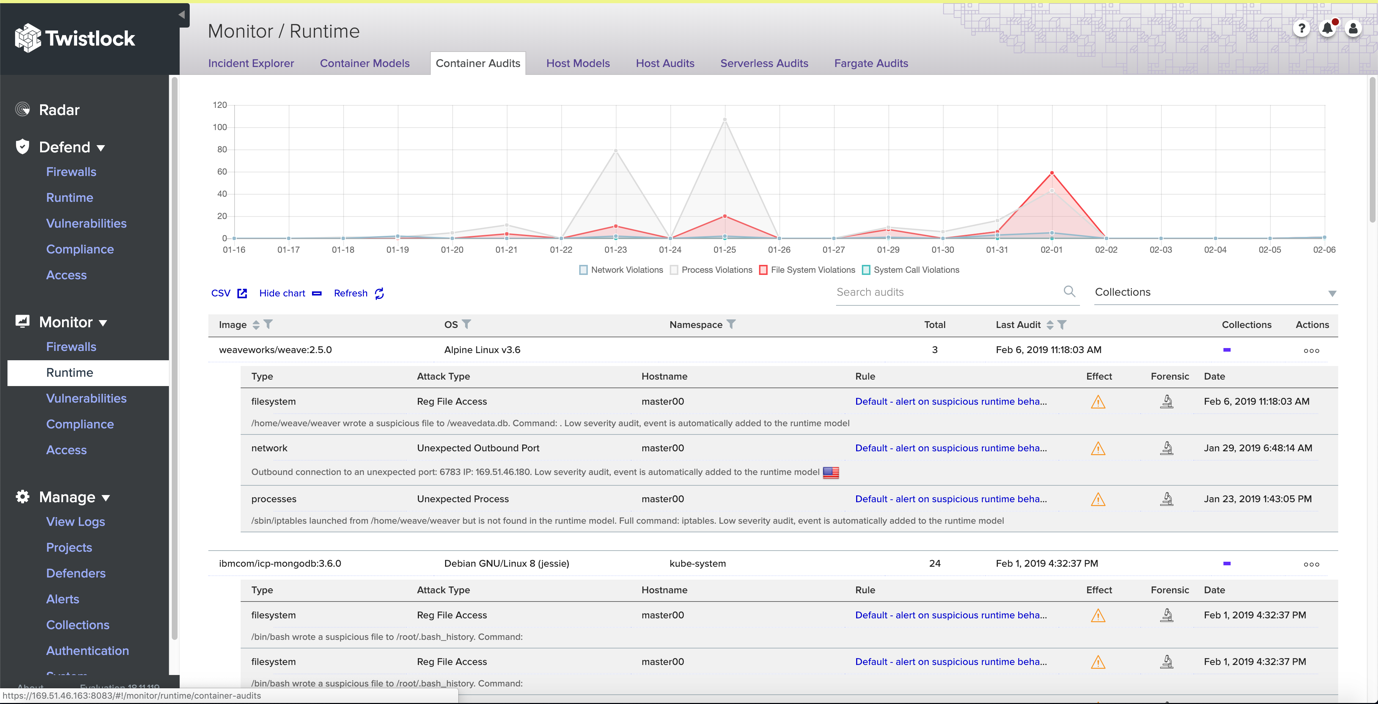 Twistlock
Monitor / Runtime
Incident Explorer Container Models Container Audits Host Models Host Audits Serverless Audits Fargate Audits
Radar
Defend
Firewalls
Runtime
Vulnerabilities
Compliance
Access
Monitor
Firewalls
Runtime
Vulnerabilities
Compliance
Access
Manage
View Logs
Projects
Defenders
Alerts
Collections
Authentication
System
About Evaluation 18.11.119
https://169.51.46.163:8083/#!/monitor/runtime/container-audits
120
100
80
60
40
20
0
01-16 01-17 01-18 01-19 01-20 01-21 01-22 01-23 01-24 01-25 01-26 01-27 01-29 01-30 01-31 02-01 02-02 02-03 02-04 02-05 02-06
Network Violations Process Violations File System Violations System Call Violations
CSV Hide chart Refresh Search audits Collections
Image OS Namespace Total Last Audit Collections Actions
weaveworks/weave:2.5.0 Alpine Linux v3.6 3 Feb 6, 2019 11:18:03 AM
Type Attack Type Hostname Rule Effect Forensic Date
filesystem Reg File Access master00 Default - alert on suspicious runtime beha... Feb 6, 2019 11:18:03 AM
/home/weave/weaver wrote a suspicious file to /weavedata.db. Command: . Low severity audit, event is automatically added to the runtime model
network Unexpected Outbound Port master00 Default - alert on suspicious runtime beha... Jan 29, 2019 6:48:14 AM
Outbound connection to an unexpected port: 6783 IP: 169.51.46.180. Low severity audit, event is automatically added to the runtime model
processes Unexpected Process master00 Default - alert on suspicious runtime beha... Jan 23, 2019 1:43:05 PM
/sbin/iptables launched from /home/weave/weaver but is not found in the runtime model. Full command: iptables. Low severity audit, event is automatically added to the runtime model
ibmcom/icp-mongodb:3.6.0 Debian GNU/Linux 8 (jessie) kube-system 24 Feb 1, 2019 4:32:37 PM
Type Attack Type Hostname Rule Effect Forensic Date
filesystem Reg File Access master00 Default - alert on suspicious runtime beha... Feb 1, 2019 4:32:37 PM
/bin/bash wrote a suspicious file to /root/.bash_history. Command:
filesystem Reg File Access master00 Default - alert on suspicious runtime beha... Feb 1, 2019 4:32:37 PM
/bin/bash wrote a suspicious file to /root/.bash_history. Command: